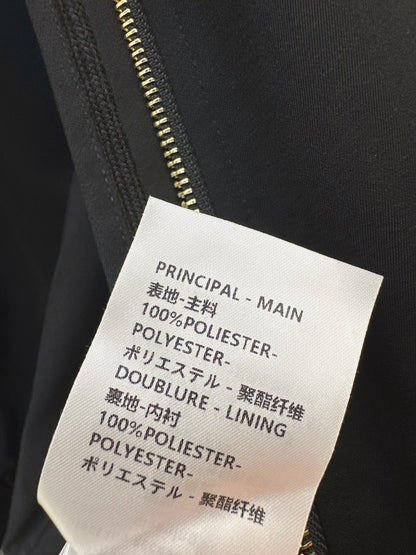 PRINCIPAL - MAIN
表地-主料
100%POLIESTER-
POLYESTER-
ポリエステル - 聚酯纤维
DOUBLURE - LINING
裏地-内衬
100%POLIESTER-
POLYESTER-
ポリエステル - 聚酯纤维